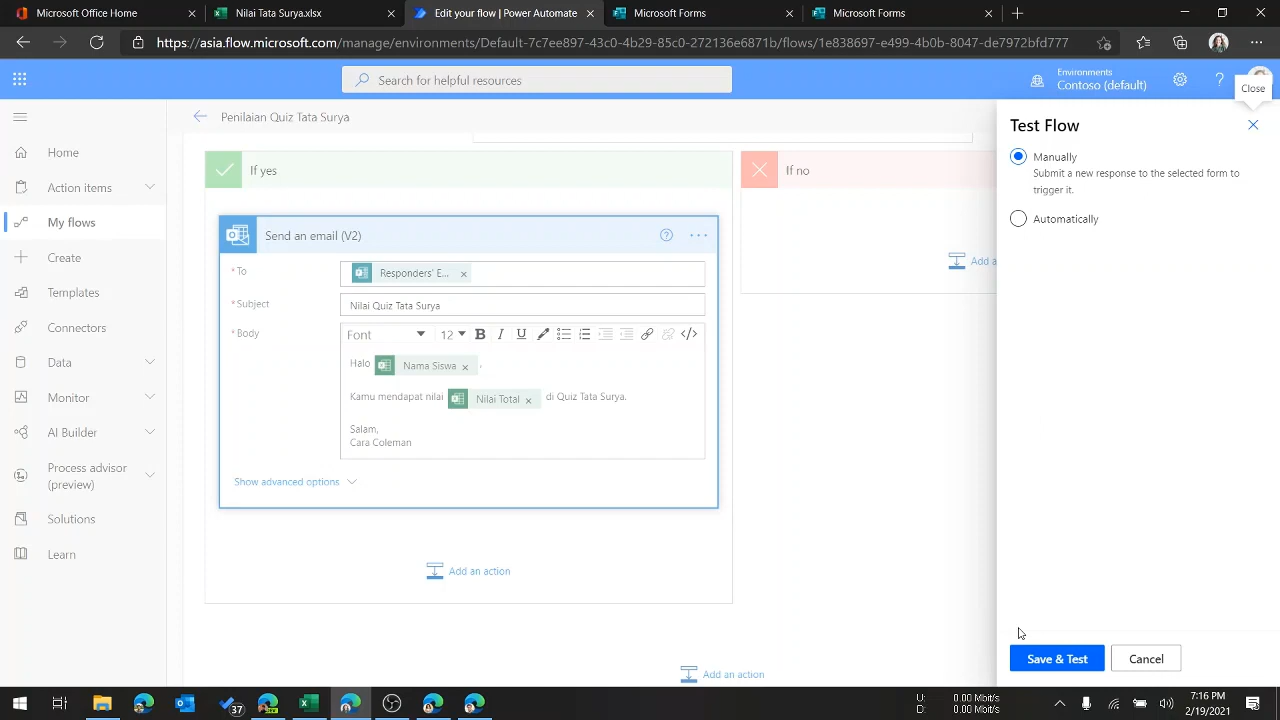 Microsoft Office Home
Nilai Tata Surya.xlsx
Edit your flow | Power Automate
Microsoft Forms
Microsoft Forms
https://asia.flow.microsoft.com/manage/environments/Default-7c7ee897-43c0-4b29-85c0-272136e6871b/flows/1e838697-e499-4b0b-8047-de7972bfd777
Search for helpful resources
Environments
Contoso (default)
?
Close
Penilaian Quiz Tata Surya
Home
Action items
My flows
Create
Templates
Connectors
Data
Monitor
AI Builder
Process advisor
(preview)
Solutions
Learn
If yes
If no
Send an email (V2)
?
* To
Responders' E...
* Subject
Nilai Quiz Tata Surya
* Body
Font
12
B
I
U
</>
Halo Nama Siswa ,
Kamu mendapat nilai Nilai Total di Quiz Tata Surya.
Salam,
Cara Coleman
Show advanced options
Add an action
Add a
Add an action
Test Flow
Manually
Submit a new response to the selected form to
trigger it.
Automatically
Save & Test
Cancel
37
U: 0.00 Mbit/s
D: 0.00 Mbit/s
7:16 PM
2/19/2021